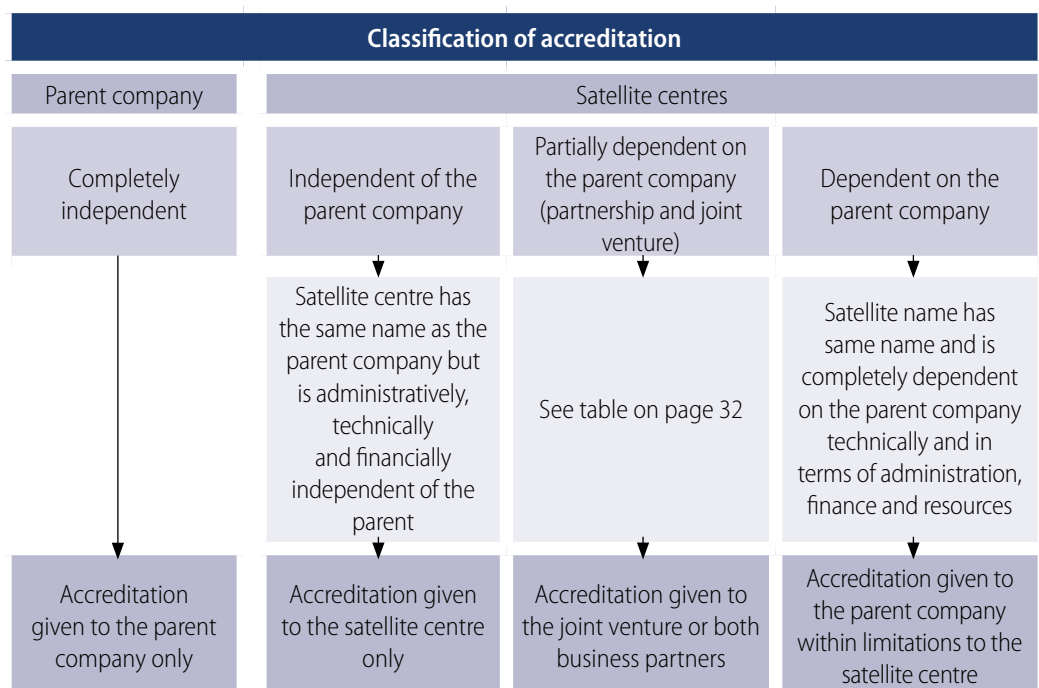 Classification of accreditation
Parent company
Satellite centres
Completely
independent
Independent of the
parent company
Partially dependent on
the parent company
(partnership and joint
venture)
Dependent on the
parent company
Satellite centre has
the same name as the
parent company but
is administratively,
technically
and financially
independent of the
parent
See table on page 32
Satellite name has
same name and is
completely dependent
on the parent company
technically and in
terms of administration,
finance and resources
Accreditation
given to the parent
company only
Accreditation given
to the satellite centre
only
Accreditation given to
the joint venture or both
business partners
Accreditation given to
the parent company
within limitations to the
satellite centre